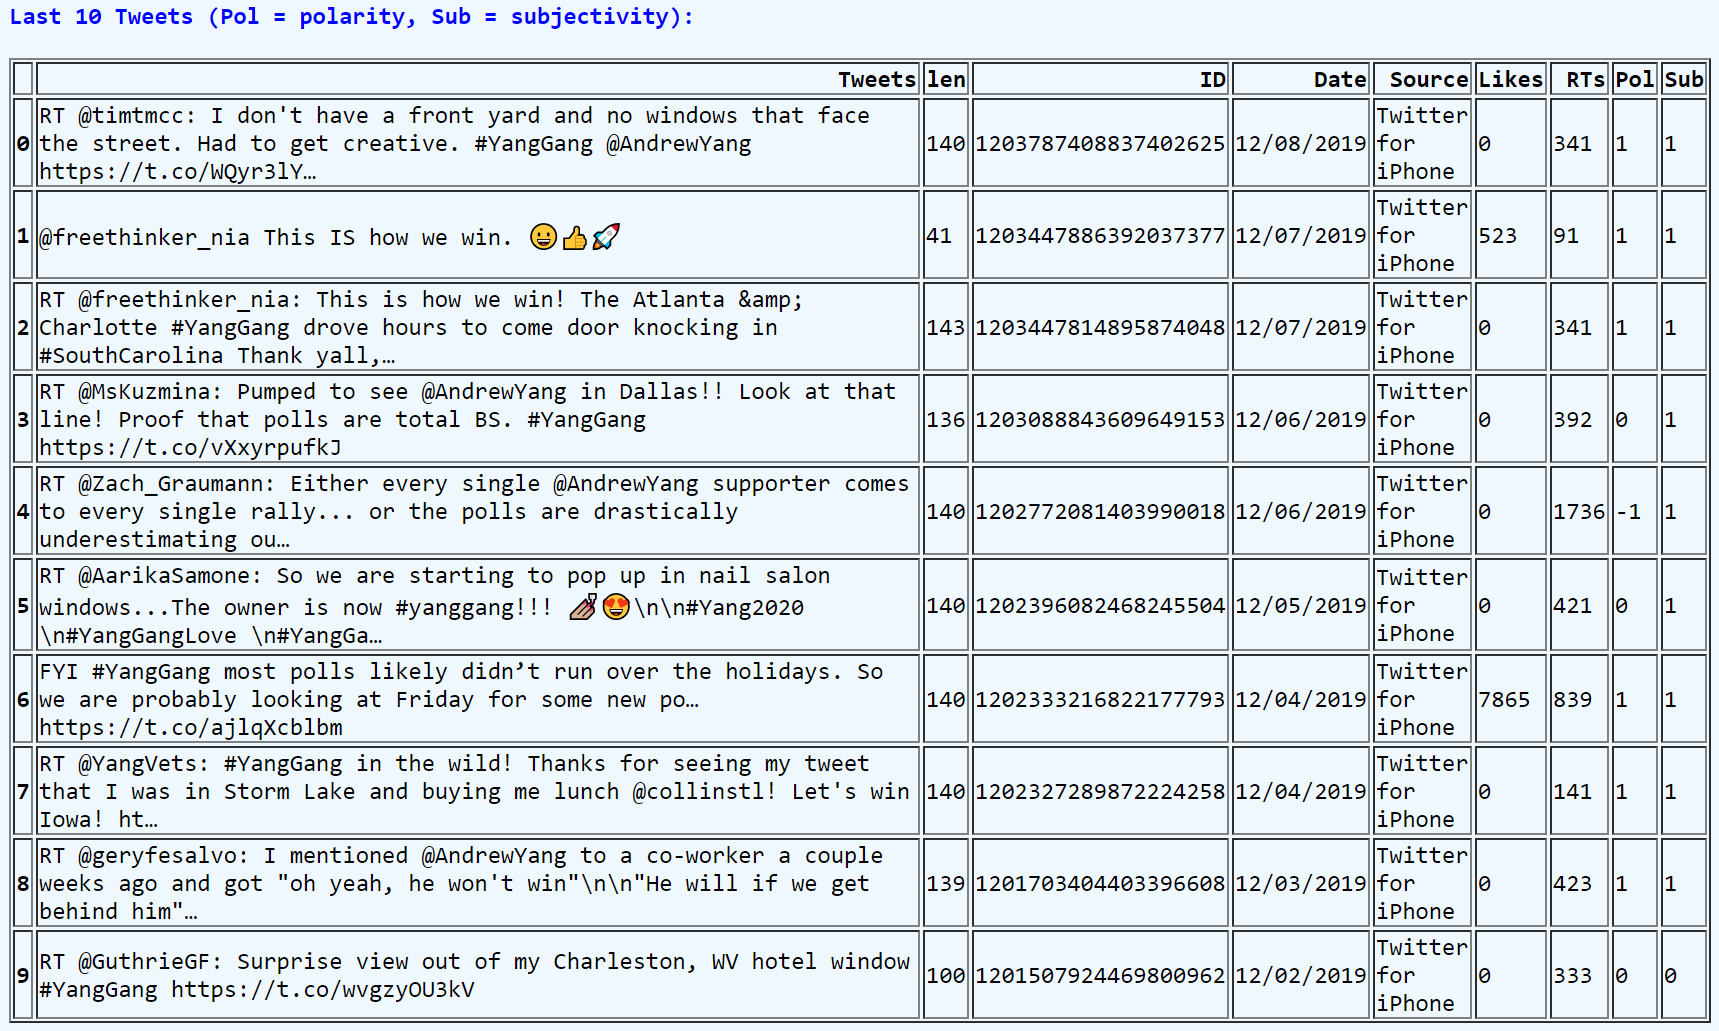 Last 10 Tweets (Pol = polarity, Sub = subjectivity):
Tweets len ID Date Source Likes RTs Pol Sub
0 RT @timtmcc: I don't have a front yard and no windows that face
the street. Had to get creative. #YangGang @AndrewYang
https://t.co/WQyr3lY… 140 1203787408837402625 12/08/2019 Twitter
for
iPhone 0 341 1 1
1 @freethinker_nia This IS how we win. 😀👍🚀 41 1203447886392037377 12/07/2019 Twitter
for
iPhone 523 91 1 1
2 RT @freethinker_nia: This is how we win! The Atlanta &amp;
Charlotte #YangGang drove hours to come door knocking in
#SouthCarolina Thank yall,… 143 1203447814895874048 12/07/2019 Twitter
for
iPhone 0 341 1 1
3 RT @MsKuzmina: Pumped to see @AndrewYang in Dallas!! Look at that
line! Proof that polls are total BS. #YangGang
https://t.co/vXxyrpufkJ 136 1203088843609649153 12/06/2019 Twitter
for
iPhone 0 392 0 1
4 RT @Zach_Graumann: Either every single @AndrewYang supporter comes
to every single rally... or the polls are drastically
underestimating ou… 140 1202772081403990018 12/06/2019 Twitter
for
iPhone 0 1736 -1 1
5 RT @AarikaSamone: So we are starting to pop up in nail salon
windows...The owner is now #yanggang!!! 💅😍\n\n#Yang2020
\n#YangGangLove \n#YangGa… 140 1202396082468245504 12/05/2019 Twitter
for
iPhone 0 421 0 1
6 FYI #YangGang most polls likely didn’t run over the holidays. So
we are probably looking at Friday for some new po…
https://t.co/ajlqXcblbm 140 1202333216822177793 12/04/2019 Twitter
for
iPhone 7865 839 1 1
7 RT @YangVets: #YangGang in the wild! Thanks for seeing my tweet
that I was in Storm Lake and buying me lunch @collinstl! Let's win
Iowa! ht… 140 1202327289872224258 12/04/2019 Twitter
for
iPhone 0 141 1 1
8 RT @geryfesalvo: I mentioned @AndrewYang to a co-worker a couple
weeks ago and got "oh yeah, he won't win"\n\n"He will if we get
behind him"… 139 1201703404403396608 12/03/2019 Twitter
for
iPhone 0 423 1 1
9 RT @GuthrieGF: Surprise view out of my Charleston, WV hotel window
#YangGang https://t.co/wvgzyOU3kV 100 1201507924469800962 12/02/2019 Twitter
for
iPhone 0 333 0 0